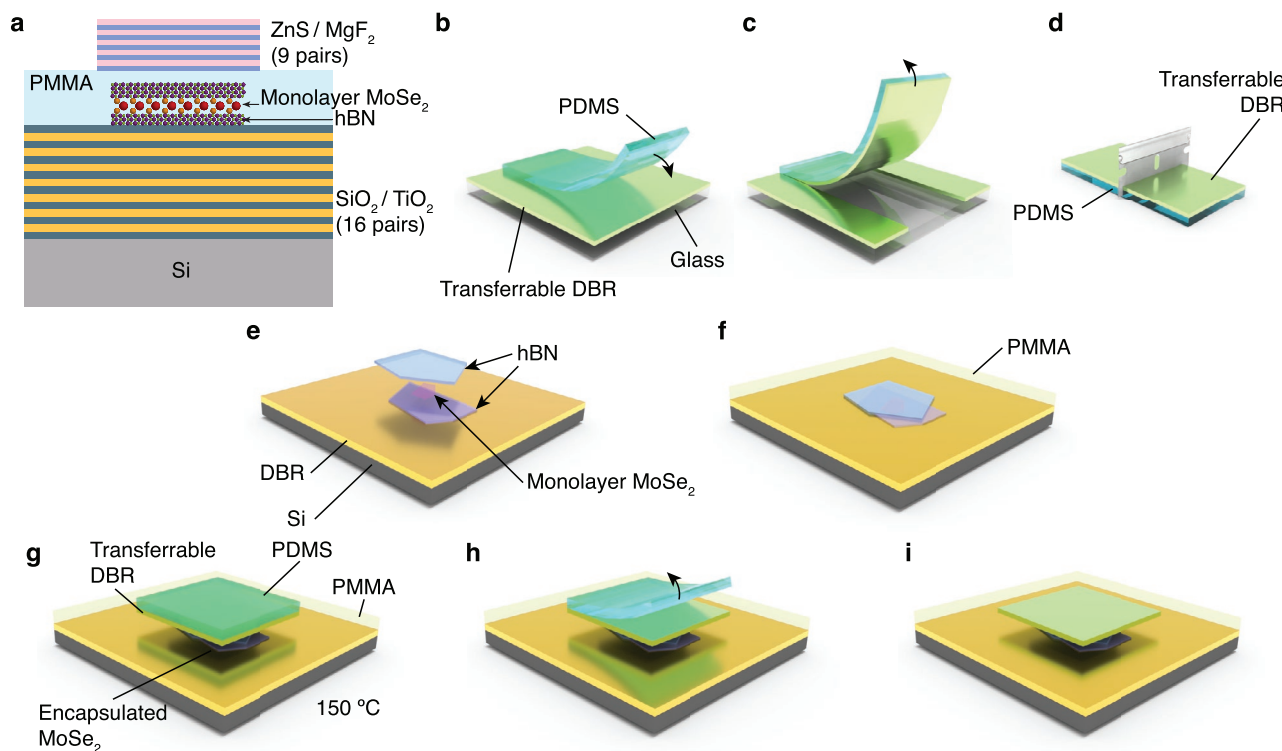 a
ZnS / MgF₂
(9 pairs)
PMMA
Monolayer MoSe₂
hBN
SiO₂ / TiO₂
(16 pairs)
Si
b
PDMS
Glass
Transferrable DBR
c
d
Transferrable
DBR
PDMS
e
hBN
DBR
Monolayer MoSe₂
Si
f
PMMA
g
Transferrable
DBR
PDMS
PMMA
Encapsulated
MoSe₂
150 ºC
h
i